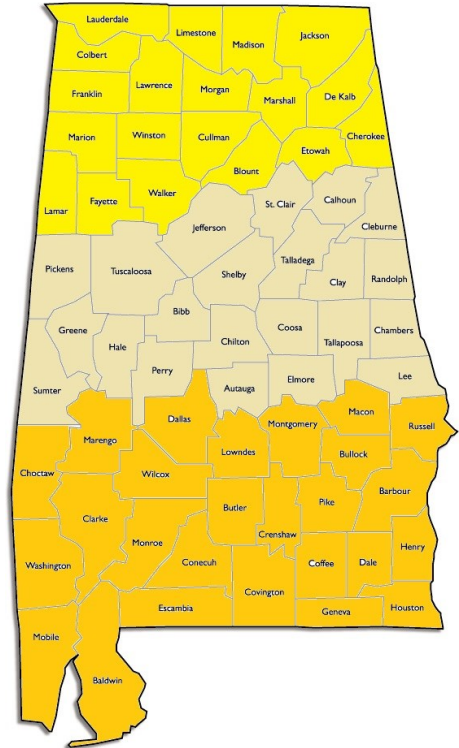 Lauderdale
Limestone
Madison
Jackson
Colbert
Franklin
Lawrence
Morgan
Marshall
De Kalb
Marion
Winston
Cullman
Etowah
Cherokee
Blount
Lamar
Fayette
Walker
St. Clair
Calhoun
Jefferson
Cleburne
Pickens
Tuscaloosa
Shelby
Talladega
Clay
Randolph
Bibb
Greene
Hale
Perry
Chilton
Coosa
Tallapoosa
Chambers
Sumter
Autauga
Elmore
Lee
Dallas
Macon
Marengo
Montgomery
Russell
Choctaw
Lowndes
Bullock
Wilcox
Barbour
Clarke
Butler
Pike
Monroe
Crenshaw
Henry
Washington
Conecuh
Coffee
Dale
Covington
Escambia
Geneva
Houston
Mobile
Baldwin